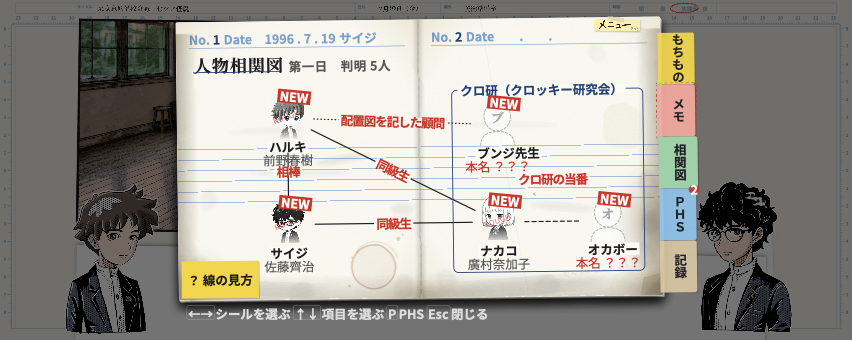 7月19日（金）
メニュー
No. 1 Date 1996 . 7 . 19 サイジ
No. 2 Date . .
人物相関図 第一日 判明 5人
クロ研（クロッキー研究会）
NEW
NEW
ブ
配置図を記した顧問
ハルキ
前野春樹
ブンジ先生
本名 ？？？
相棒
同級生
クロ研の当番
NEW
NEW
NEW
オ
同級生
サイジ
佐藤齊治
ナカコ
廣村奈加子
オカボー
本名 ？？？
？ 線の見方
もちもの
メモ
相関図
2
PHS
記録
←→ シールを選ぶ ↑↓ 項目を選ぶ P PHS Esc 閉じる